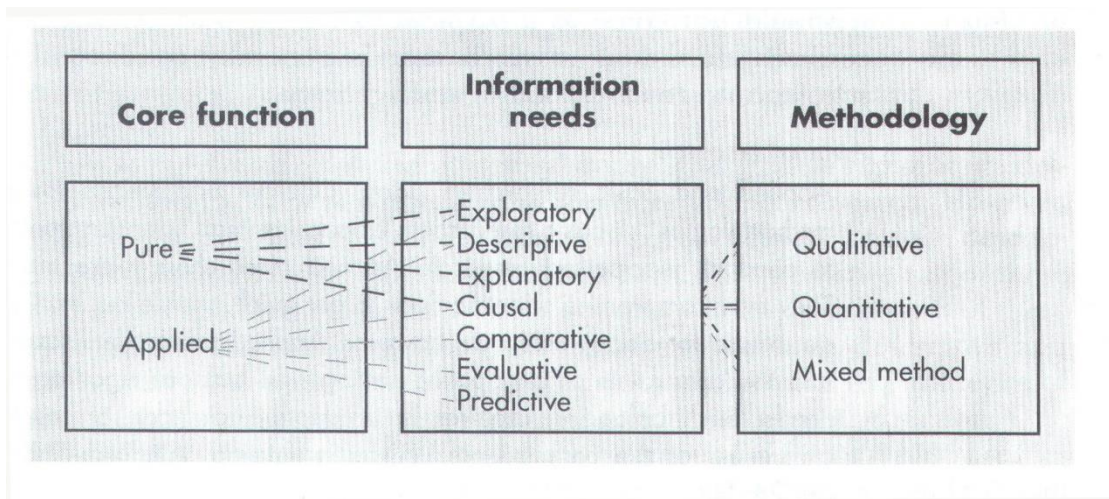 Core function
Information
needs
Methodology
Pure
Applied
Exploratory
Descriptive
Explanatory
Causal
Comparative
Evaluative
Predictive
Qualitative
Quantitative
Mixed method